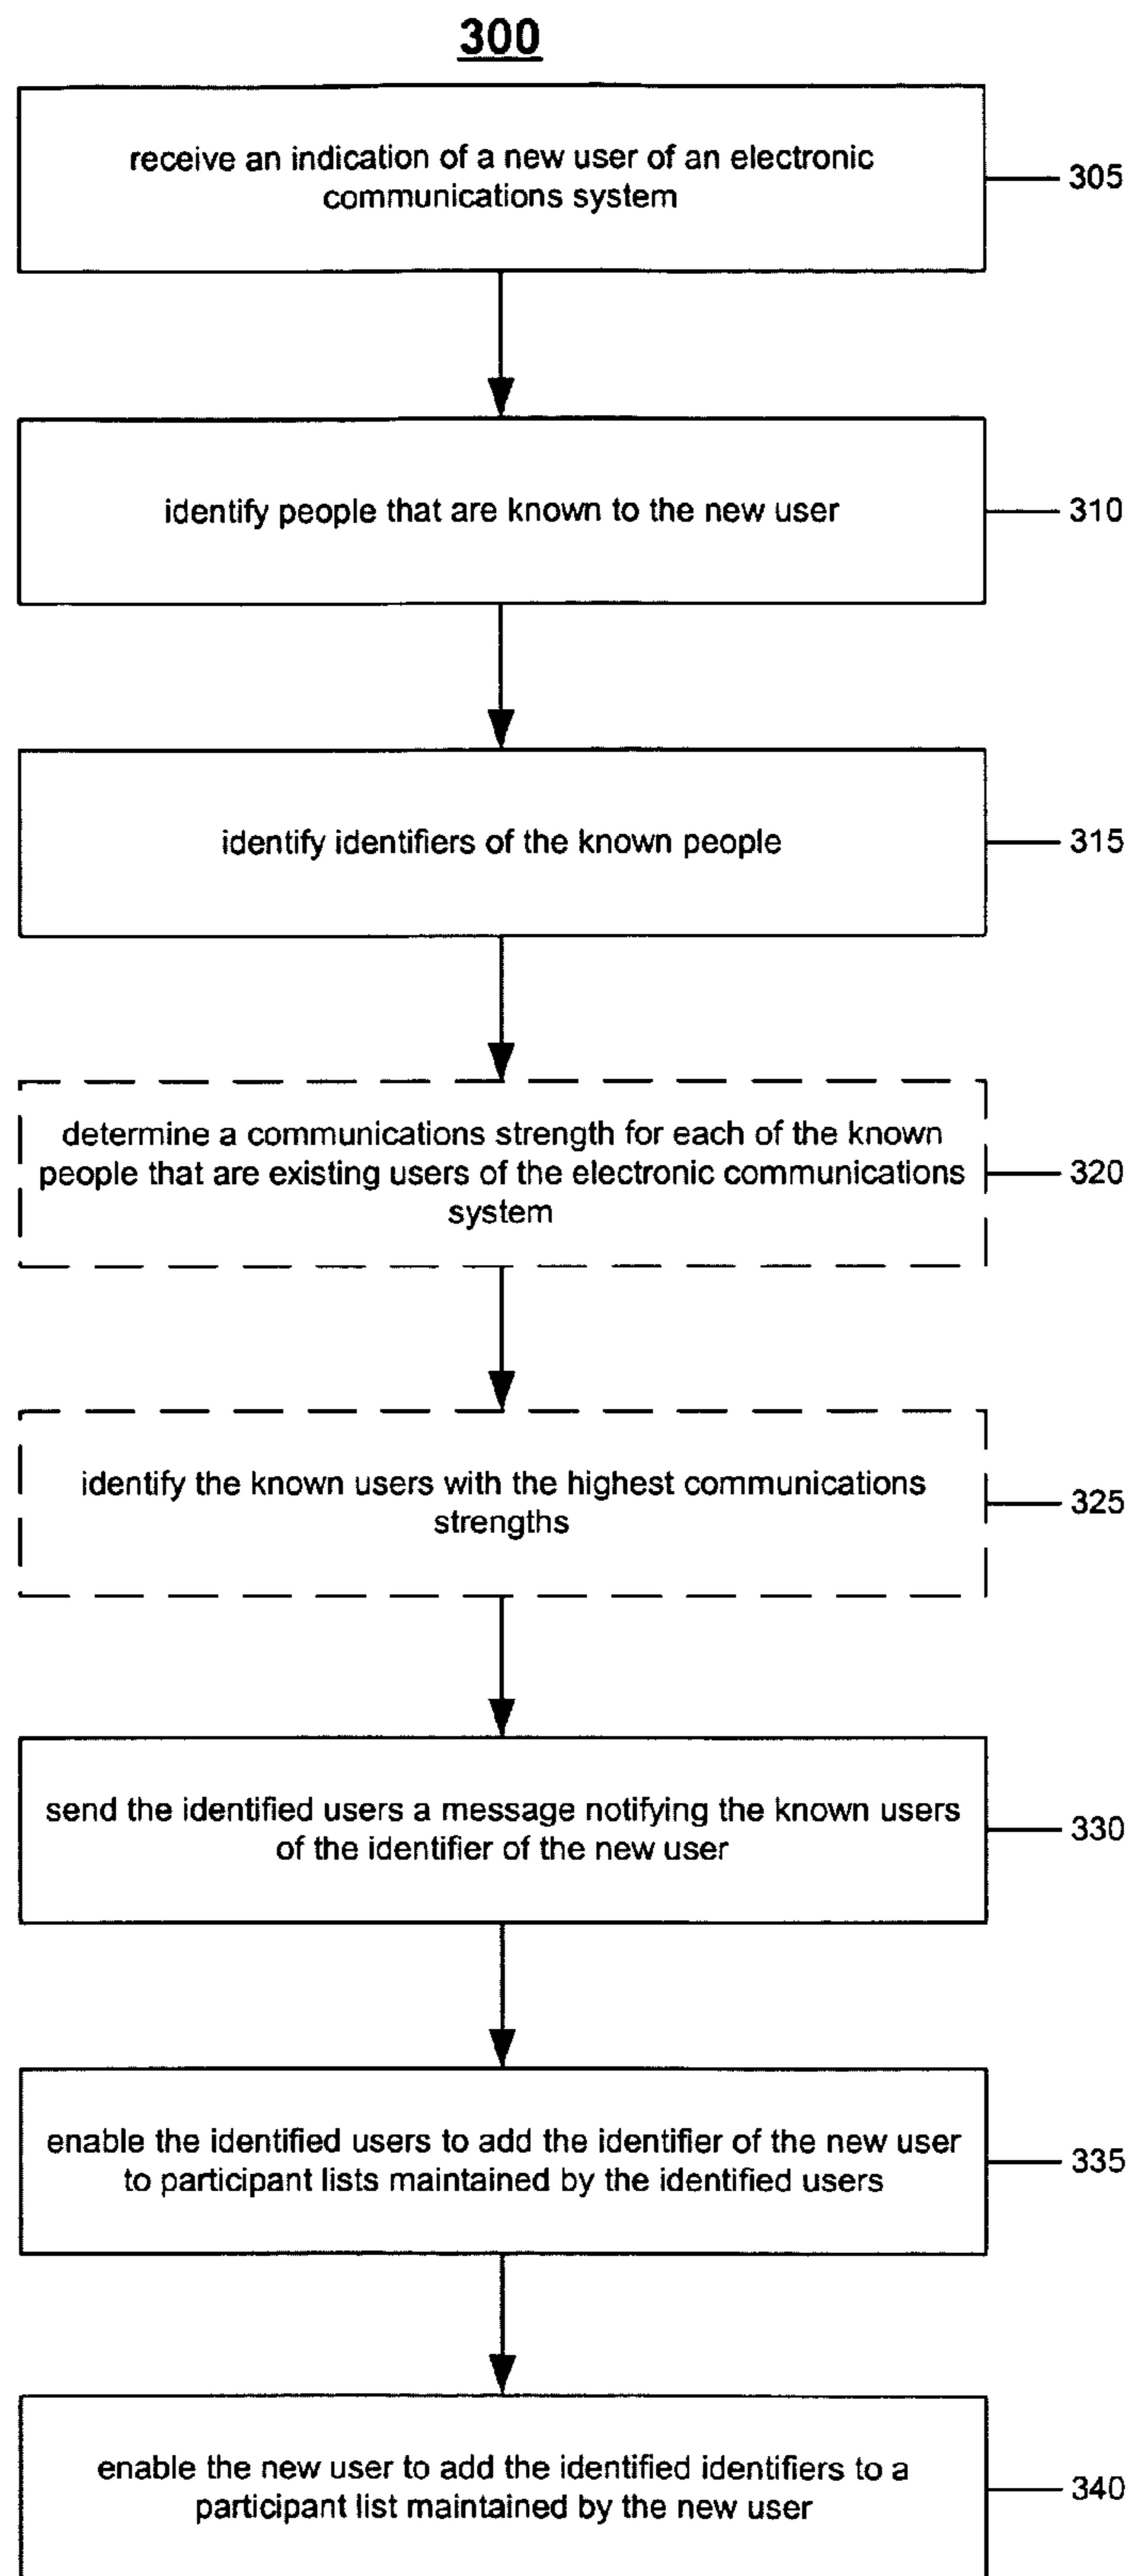 300
receive an indication of a new user of an electronic
communications system
305
identify people that are known to the new user
310
identify identifiers of the known people
315
determine a communications strength for each of the known
people that are existing users of the electronic communications
system
320
identify the known users with the highest communications
strengths
325
send the identified users a message notifying the known users
of the identifier of the new user
330
enable the identified users to add the identifier of the new user
to participant lists maintained by the identified users
335
enable the new user to add the identified identifiers to a
participant list maintained by the new user
340